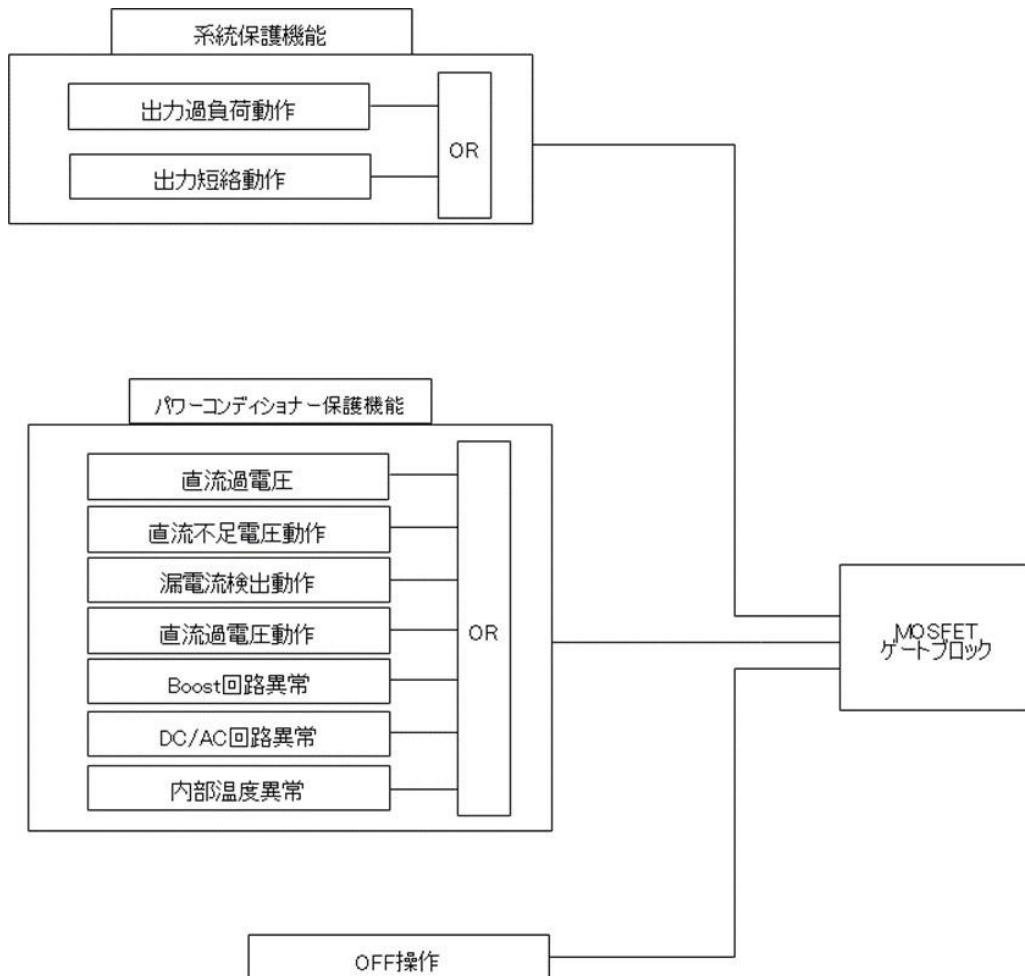 系統保護機能
出力過負荷動作
出力短絡動作
OR
パワーコンディショナー保護機能
直流過電圧
直流不足電圧動作
漏電流検出動作
直流過電圧動作
Boost回路異常
DC/AC回路異常
内部温度異常
OR
MOSFET
ゲートブロック
OFF操作